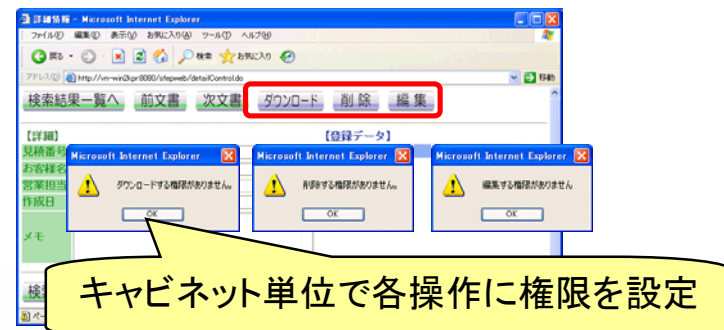 詳細情報 - Microsoft Internet Explorer
ファイル(F) 編集(E) 表示(V) お気に入り(A) ツール(T) ヘルプ(H)
戻る 検索 お気に入り
アドレス(D) http://vm-win2kpr8080/stepweb/detailControl.do 移動
検索結果一覧へ 前文書 次文書 ダウンロード 削除 編集
【詳細】 【登録データ】
見積番号
お客様名
営業担当
作成日
メモ
Microsoft Internet Explorer
ダウンロードする権限がありません。
OK
Microsoft Internet Explorer
削除する権限がありません。
OK
Microsoft Internet Explorer
編集する権限がありません
OK
キャビネット単位で各操作に権限を設定
検